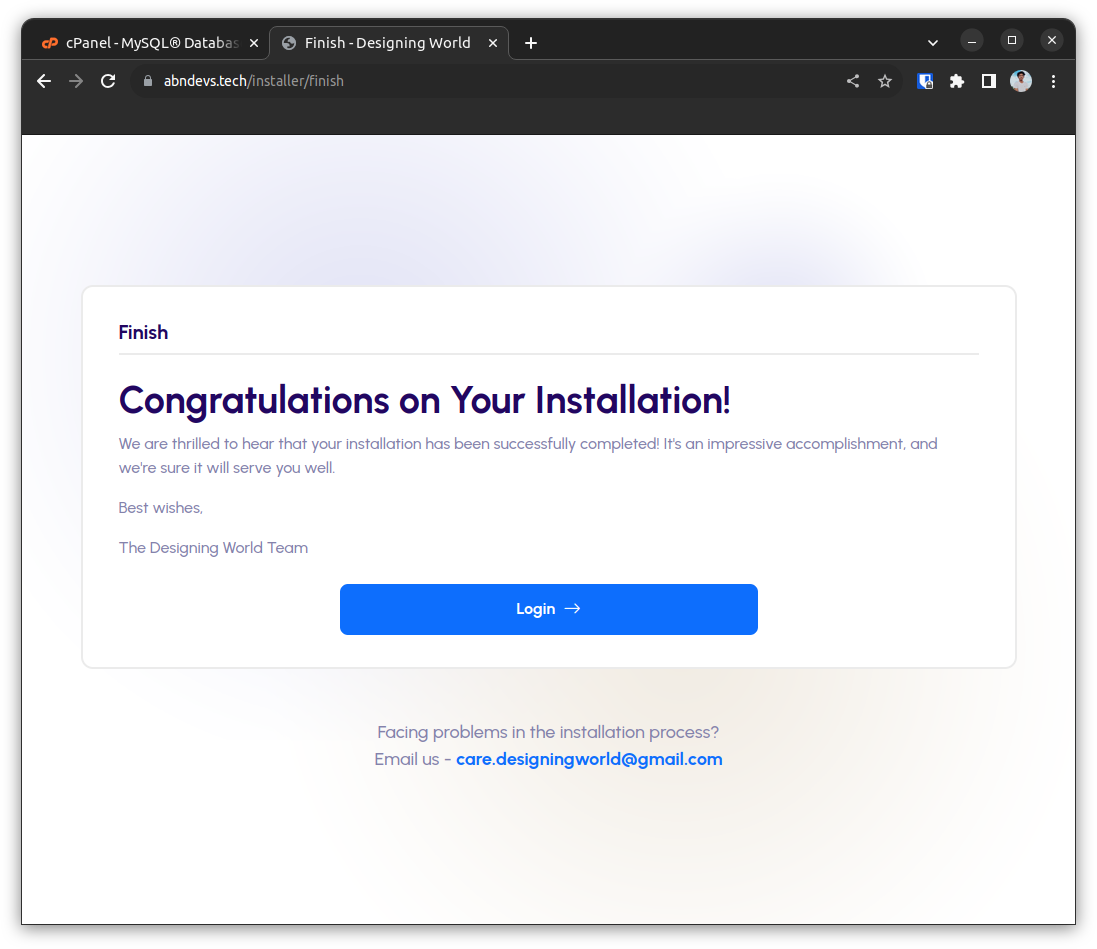 cPanel - MySQL® Databas
Finish - Designing World
abndevs.tech/installer/finish
Finish
Congratulations on Your Installation!
We are thrilled to hear that your installation has been successfully completed! It's an impressive accomplishment, and
we're sure it will serve you well.
Best wishes,
The Designing World Team
Login →
Facing problems in the installation process?
Email us - care.designingworld@gmail.com